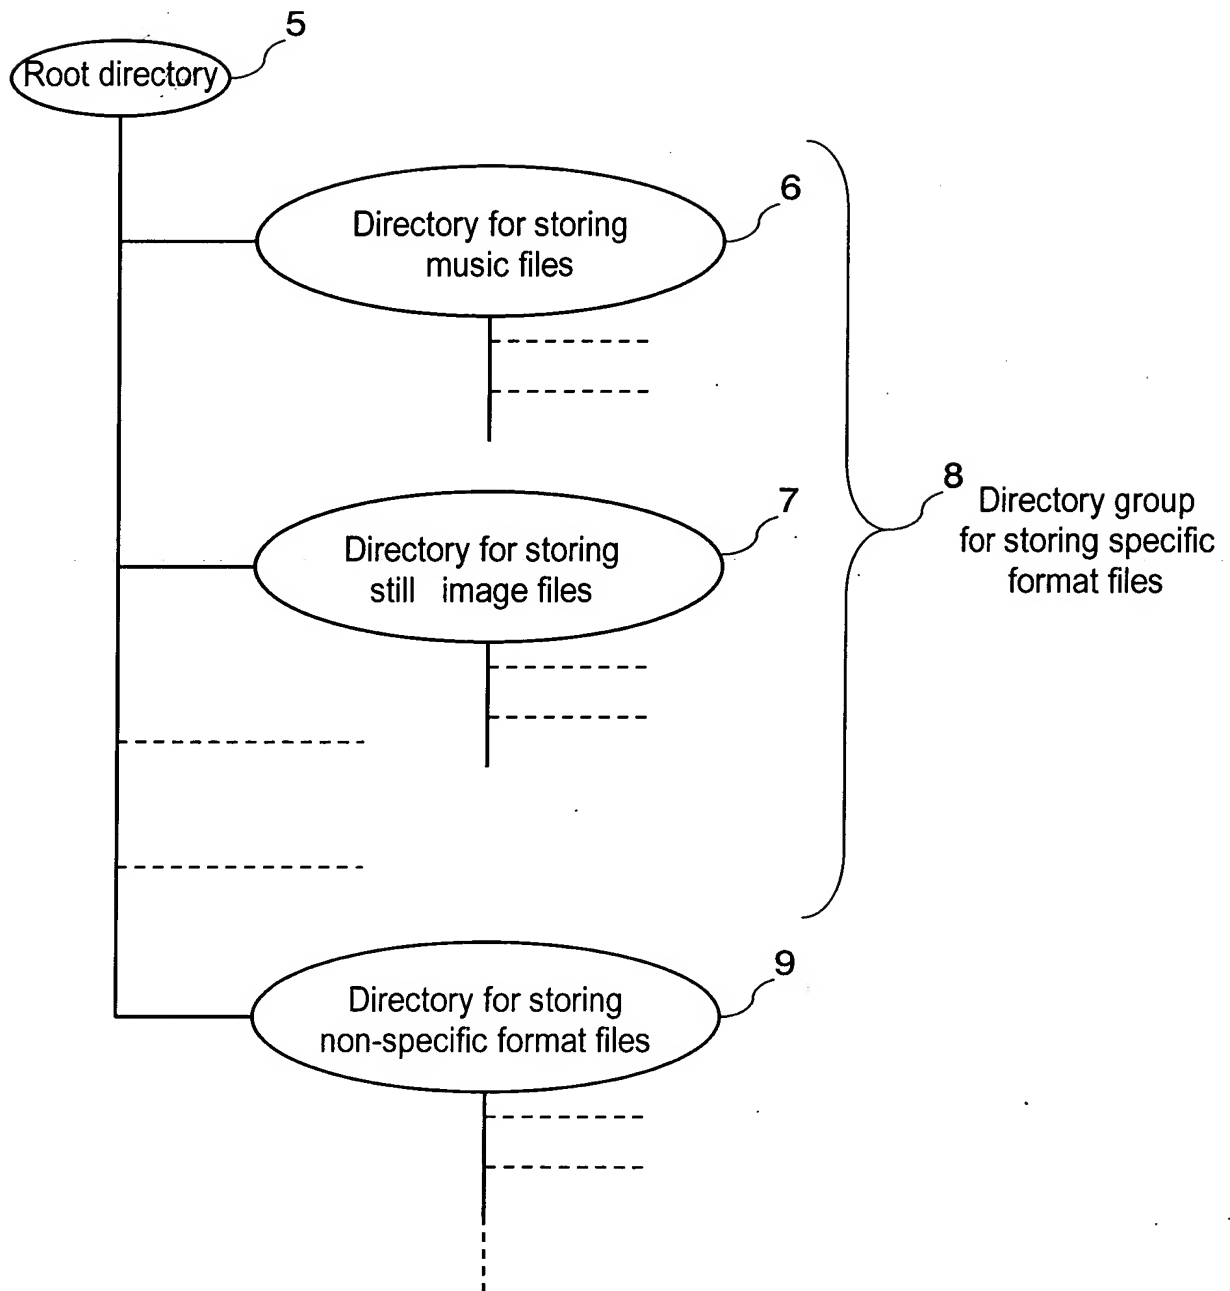 5
Root directory
6
Directory for storing
music files
7
Directory for storing
still image files
8
Directory group
for storing specific
format files
9
Directory for storing
non-specific format files